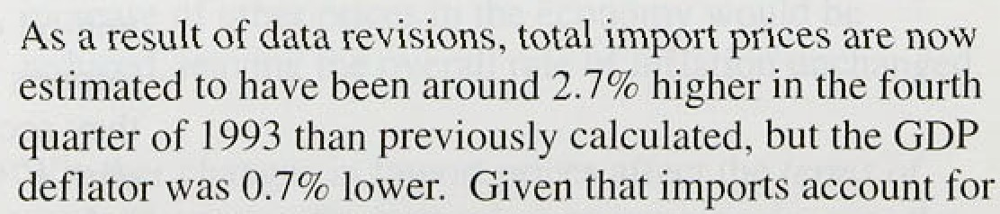 As a result of data revisions, total import prices are now
estimated to have been around 2.7% higher in the fourth
quarter of 1993 than previously calculated, but the GDP
deflator was 0.7% lower. Given that imports account for